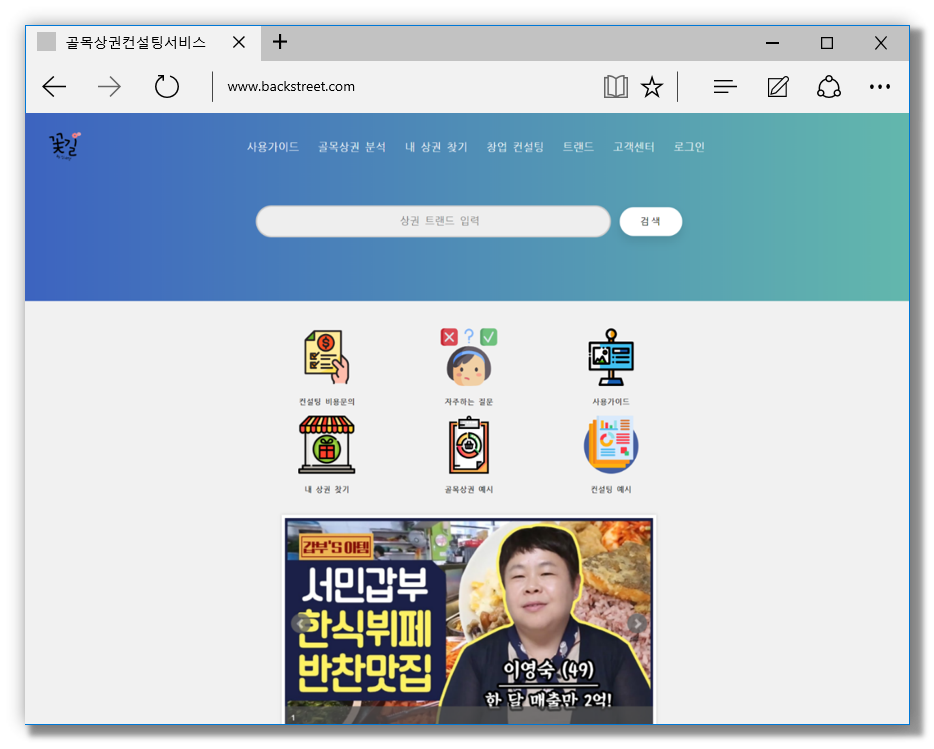 골목상권컨설팅서비스
www.backstreet.com
꽃길
사용가이드 골목상권 분석 내 상권 찾기 창업 컨설팅 트랜드 고객센터 로그인
상권 트랜드 입력 검색
컨설팅 비용문의 자주하는 질문 사용가이드
내 상권 찾기 골목상권 예시 컨설팅 예시
갑부'S 아템
서민갑부
한식뷔페
반찬맛집
이영숙 (49)
한 달 매출만 2억!
1